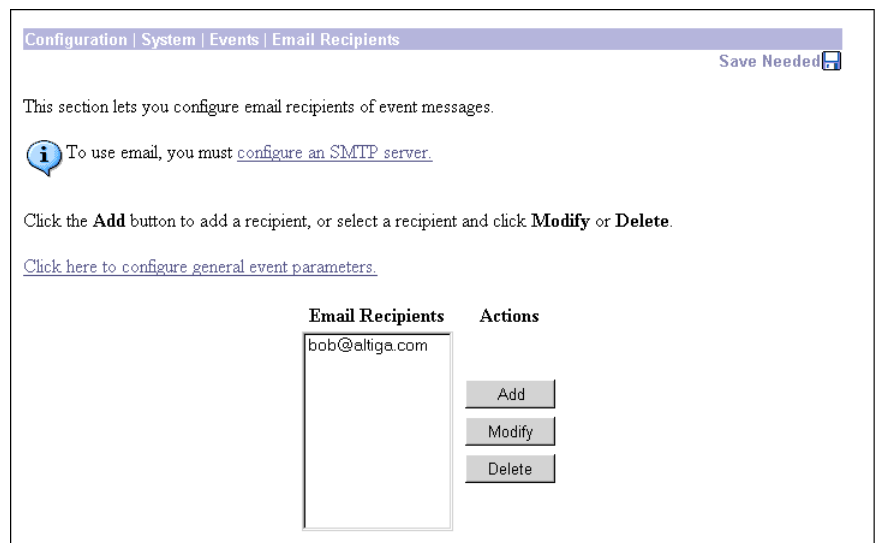 Configuration | System | Events | Email Recipients
Save Needed
This section lets you configure email recipients of event messages.
To use email, you must configure an SMTP server.
Click the Add button to add a recipient, or select a recipient and click Modify or Delete.
Click here to configure general event parameters.
Email Recipients Actions
bob@altiga.com
Add
Modify
Delete